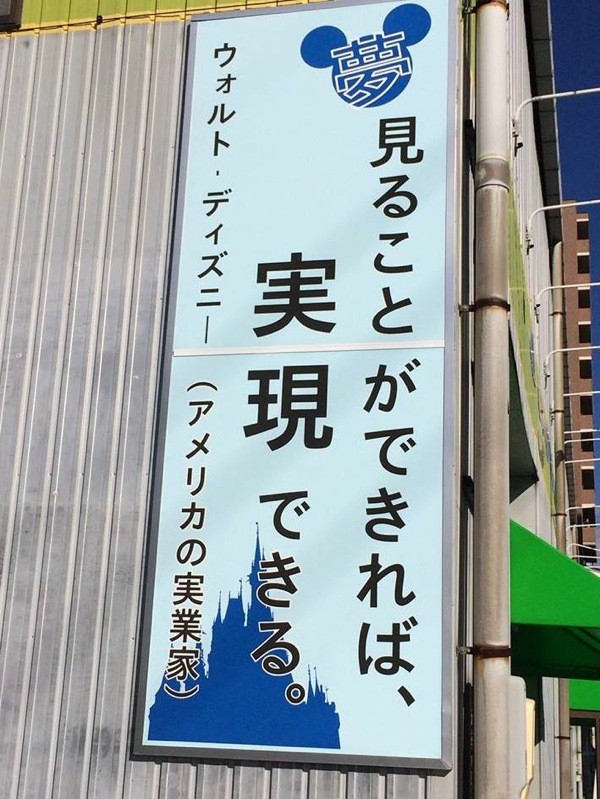 夢見ることができれば、
実現できる。
ウォルト・ディズニー
(アメリカの実業家)